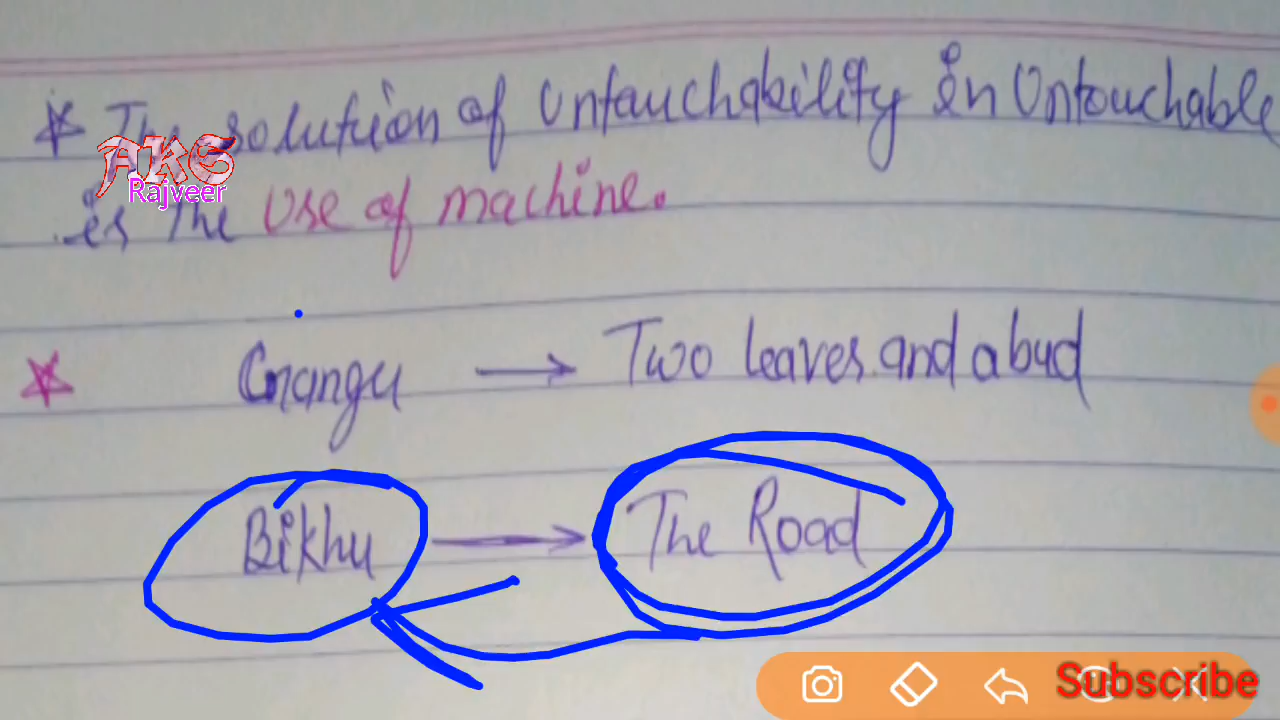 * The solution of Untouchability in Untouchable
is the Use of machine.
AKS
Rajveer
* Gangu → Two leaves and a bud
Bikhu → The Road
Subscribe